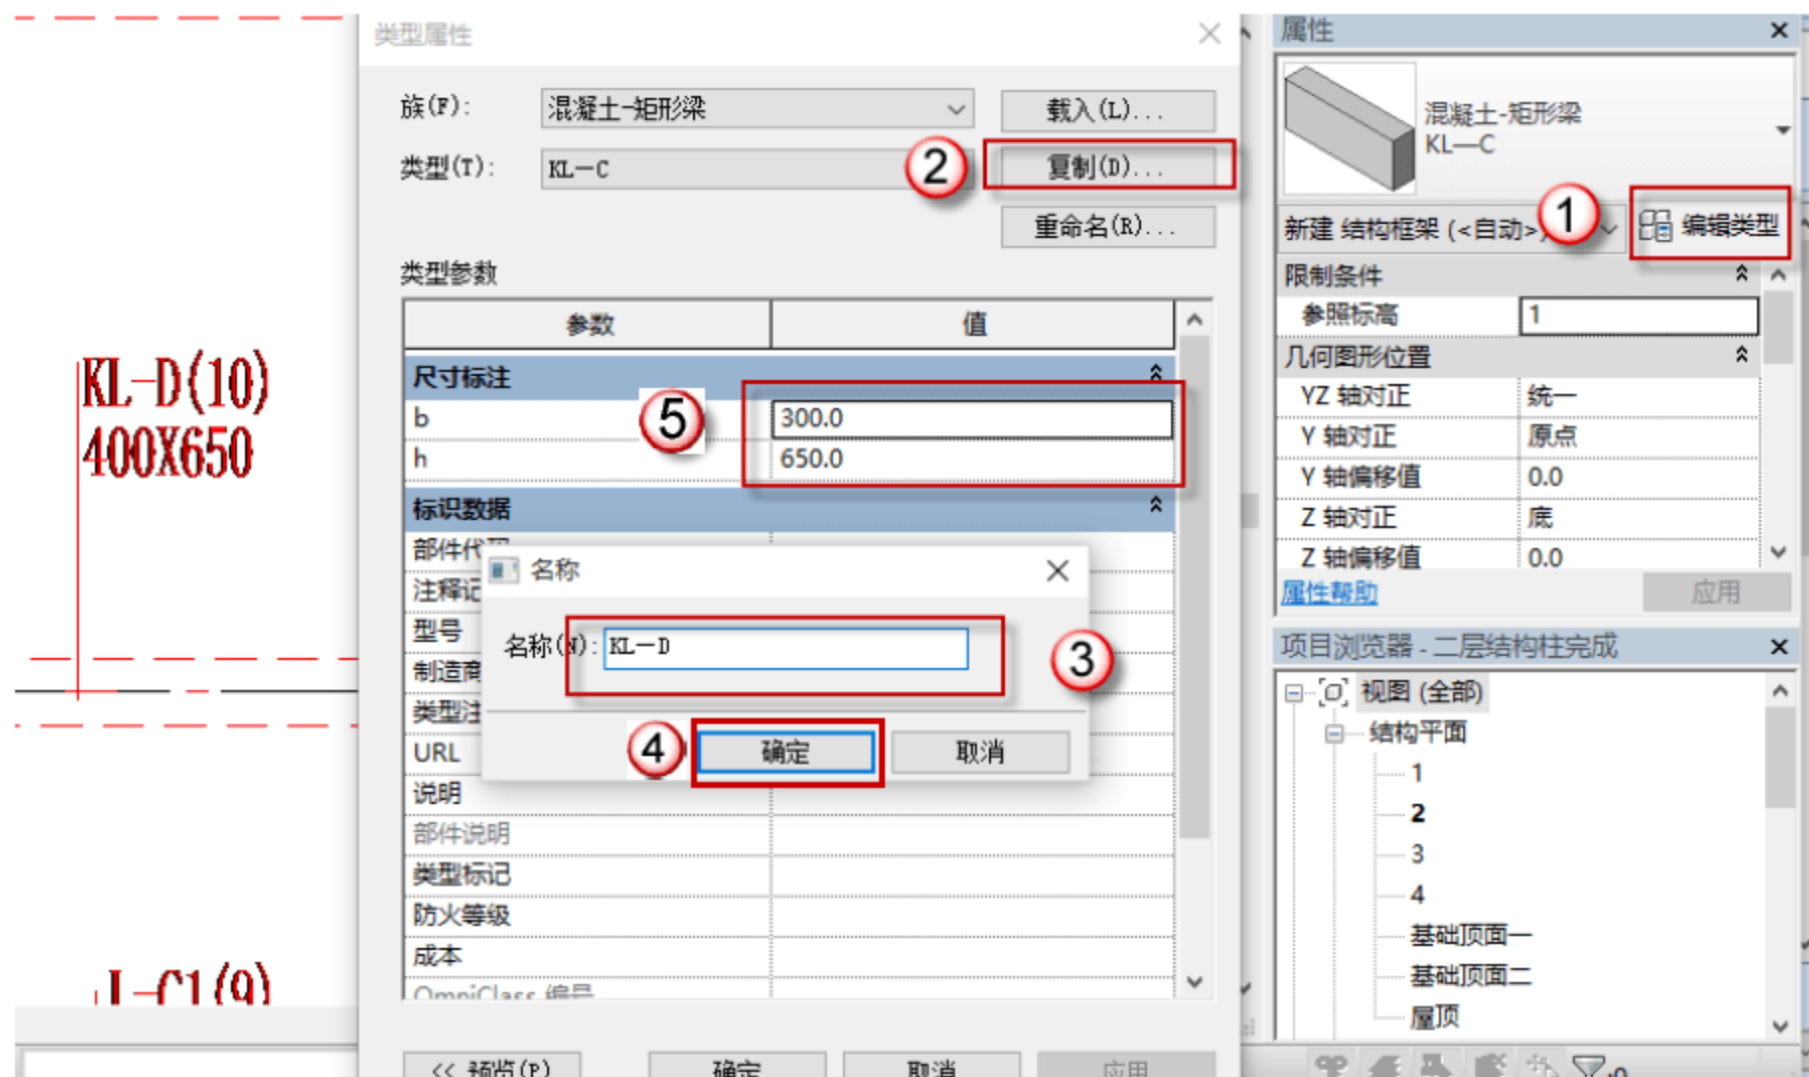 KL-D(10)
400X650
类型属性
族(F):
混凝土-矩形梁
载入(L)...
类型(T):
KL—C
②
复制(D)...
重命名(R)...
类型参数
参数
值
尺寸标注
b
⑤
300.0
h
650.0
标识数据
部件代码
注释记
型号
制造商
类型注
URL
说明
部件说明
类型标记
防火等级
成本
OmniClass 编号
名称
名称(N):
KL—D
③
④
确定
取消
<< 预览(P)
确定
取消
应用
属性
混凝土-矩形梁
KL—C
新建 结构框架 (<自动>)
①
编辑类型
限制条件
参照标高
1
几何图形位置
YZ 轴对正
统一
Y 轴对正
原点
Y 轴偏移值
0.0
Z 轴对正
底
Z 轴偏移值
0.0
属性帮助
应用
项目浏览器 - 二层结构柱完成
视图 (全部)
结构平面
1
2
3
4
基础顶面一
基础顶面二
屋顶
:0